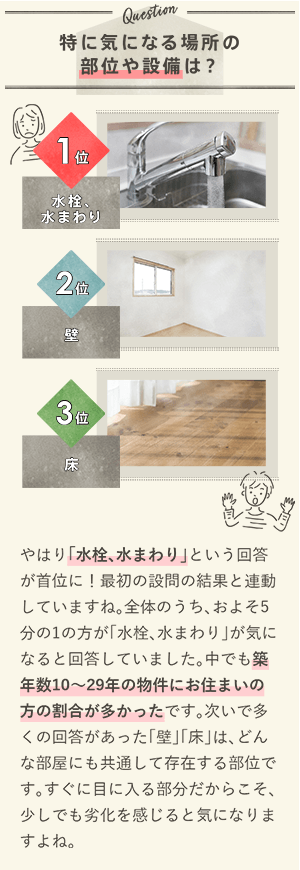 Question
特に気になる場所の
部位や設備は？
1位
水栓、
水まわり
2位
壁
3位
床
やはり「水栓、水まわり」という回答
が首位に！最初の設問の結果と連動
していますね。全体のうち、およそ5
分の1の方が「水栓、水まわり」が気に
なると回答していました。中でも築
年数10〜29年の物件にお住まいの
方の割合が多かったです。次いで多
くの回答があった「壁」「床」は、どん
な部屋にも共通して存在する部位で
す。すぐに目に入る部分だからこそ、
少しでも劣化を感じると気になりま
すよね。